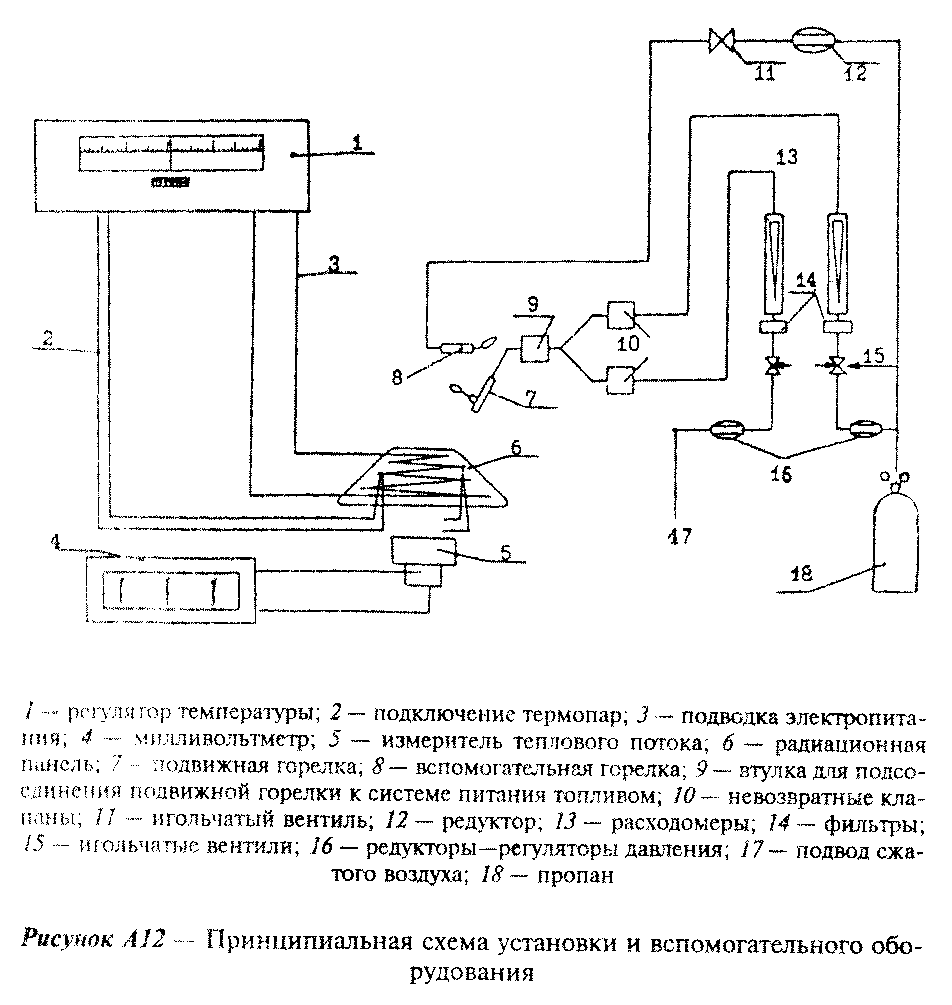 11
12
1
13
3
9
14
2
10
15
8
7
6
16
17
4
5
18
1 — регулятор температуры; 2 — подключение термопар; 3 — подводка электропита-
ния; 4 — милливольтметр; 5 — измеритель теплового потока; 6 — радиационная
панель; 7 — подвижная горелка; 8 — вспомогательная горелка; 9 — втулка для подсо-
единения подвижной горелки к системе питания топливом; 10 — невозвратные кла-
паны; 11 — игольчатый вентиль; 12 — редуктор; 13 — расходомеры; 14 — фильтры;
15 — игольчатые вентили; 16 — редукторы—регуляторы давления; 17 — подвод сжа-
того воздуха; 18 — пропан
Рисунок А12 — Принципиальная схема установки и вспомогательного обо-
рудования